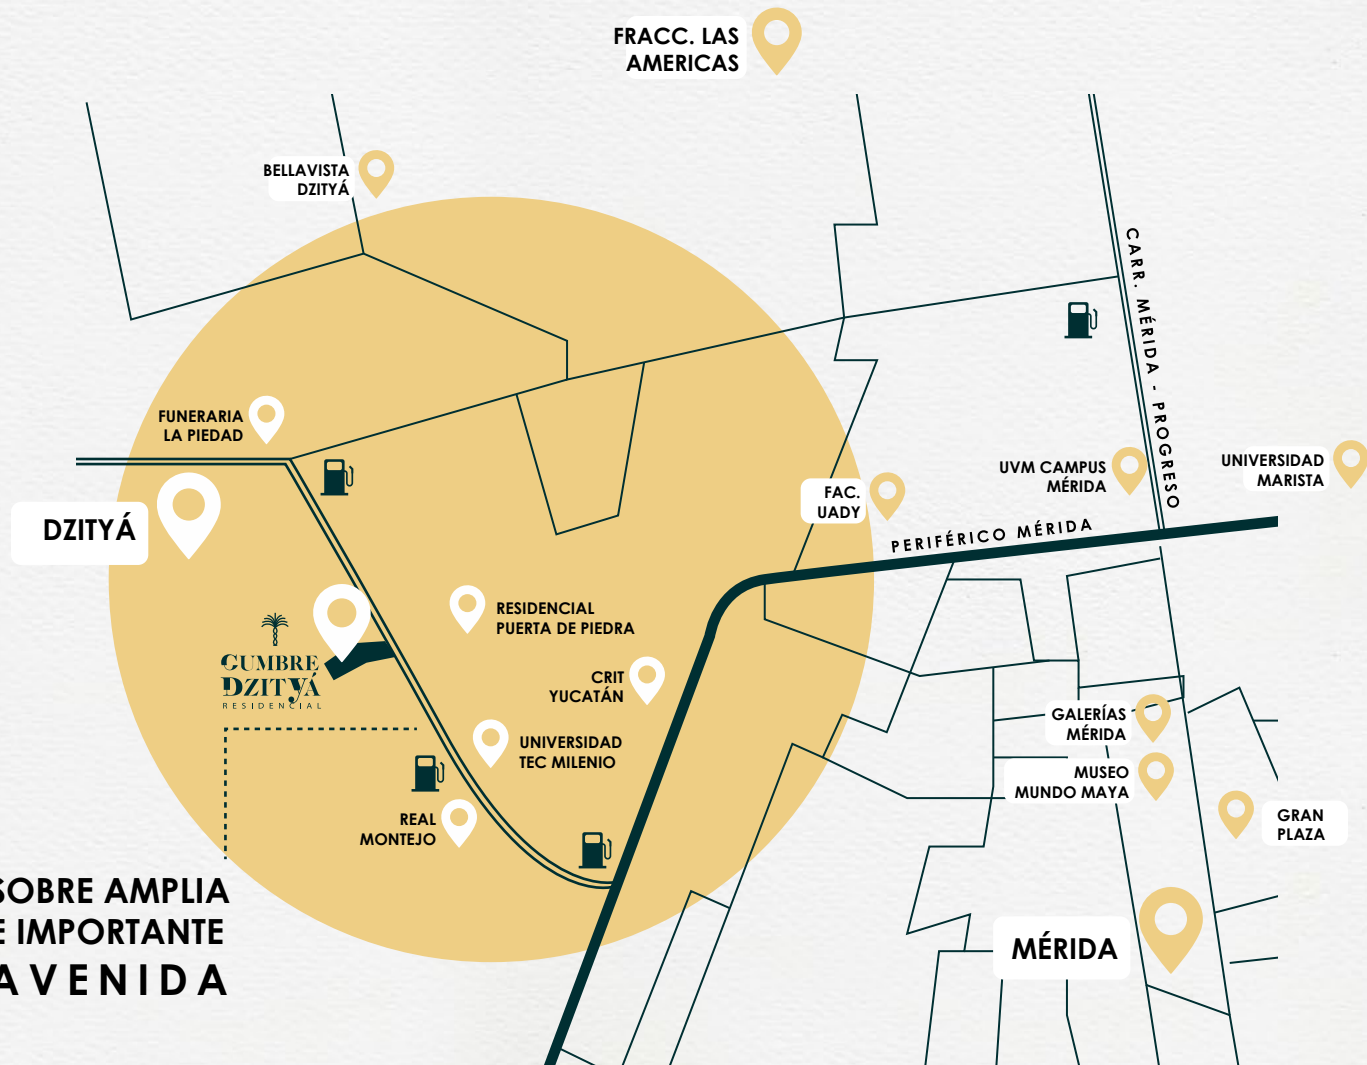 FRACC. LAS
AMERICAS
BELLAVISTA
DZITYÁ
CARR. MÉRIDA - PROGRESO
FUNERARIA
LA PIEDAD
DZITYÁ
FAC.
UADY
UVM CAMPUS
MÉRIDA
UNIVERSIDAD
MARISTA
PERIFÉRICO MÉRIDA
RESIDENCIAL
PUERTA DE PIEDRA
CUMBRE
DZITYÁ
RESIDENCIAL
CRIT
YUCATÁN
UNIVERSIDAD
TEC MILENIO
REAL
MONTEJO
GALERÍAS
MÉRIDA
MUSEO
MUNDO MAYA
GRAN
PLAZA
SOBRE AMPLIA
E IMPORTANTE
AVENIDA
MÉRIDA